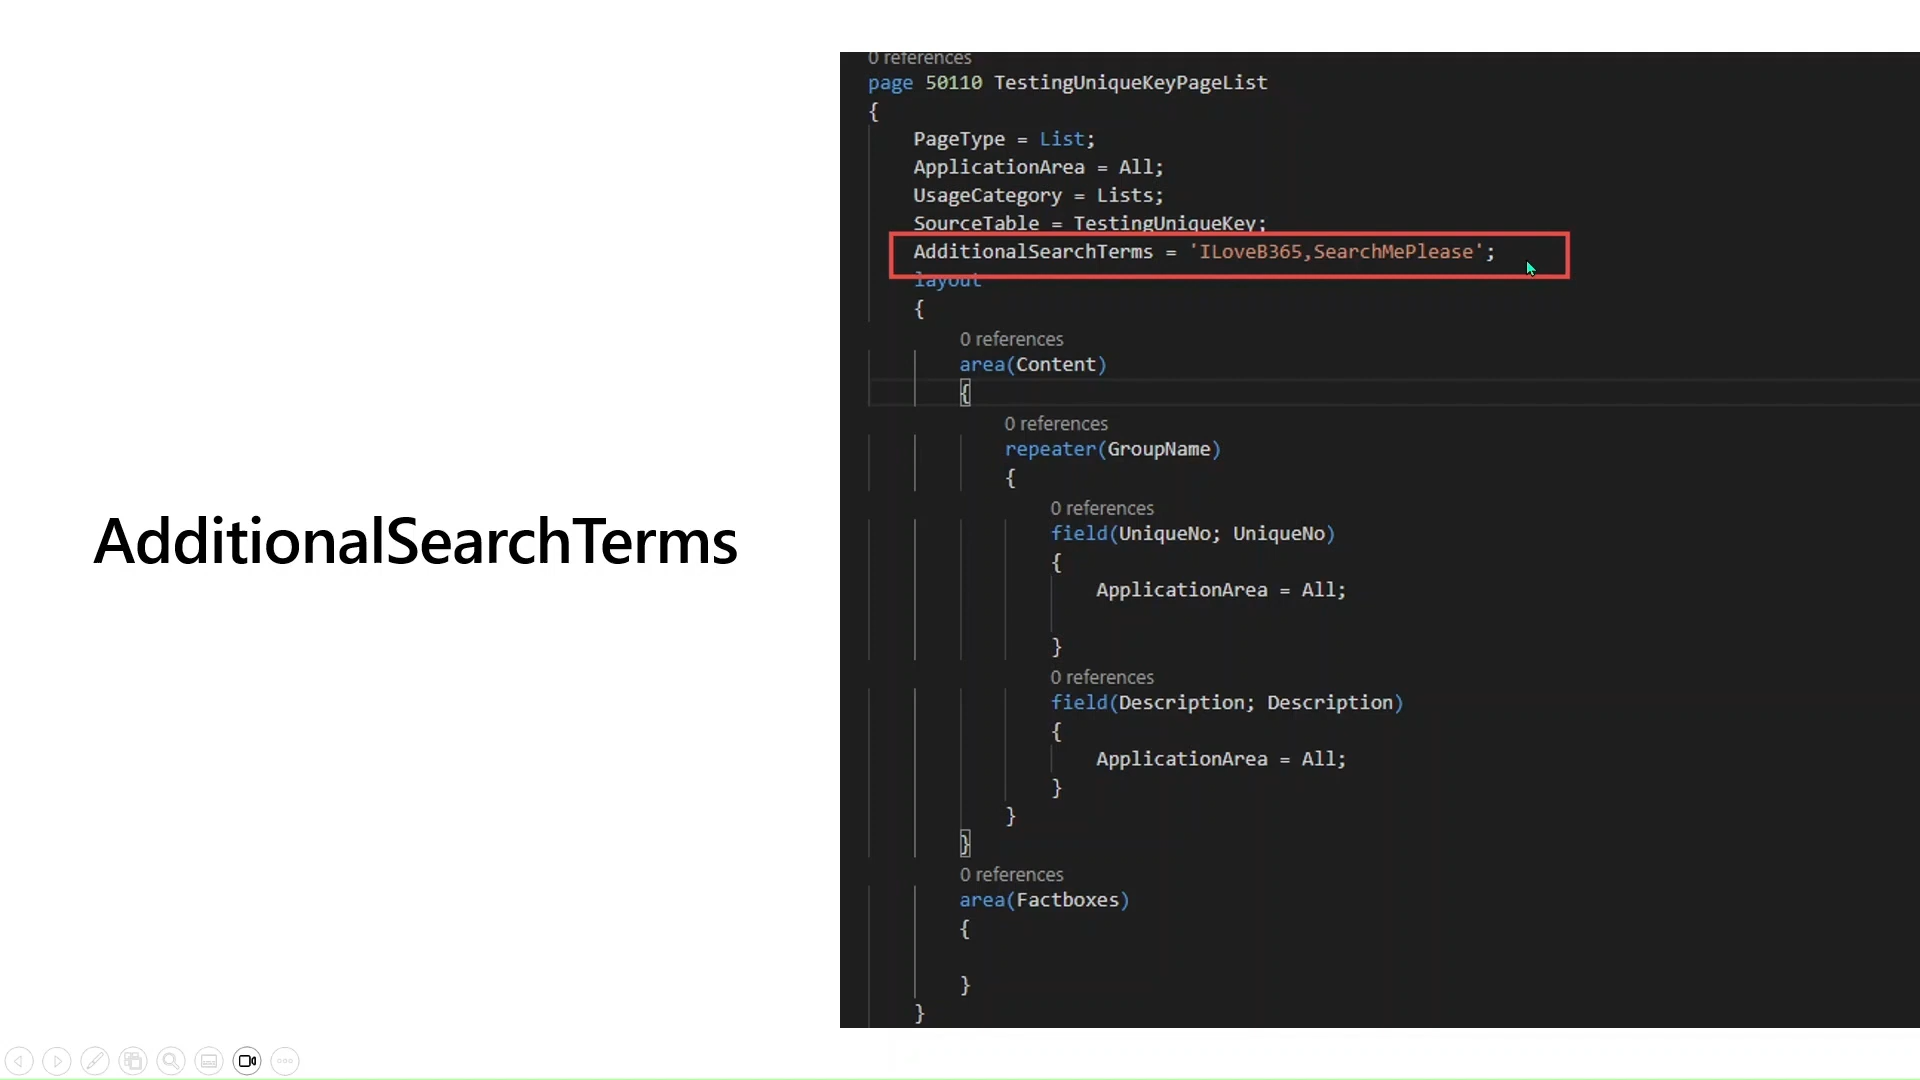 AdditionalSearchTerms
0 references
page 50110 TestingUniqueKeyPageList
{
PageType = List;
ApplicationArea = All;
UsageCategory = Lists;
SourceTable = TestingUniqueKey;
AdditionalSearchTerms = 'ILoveB365,SearchMePlease';
layout
{
0 references
area(Content)
{
0 references
repeater(GroupName)
{
0 references
field(UniqueNo; UniqueNo)
{
ApplicationArea = All;
}
0 references
field(Description; Description)
{
ApplicationArea = All;
}
}
}
0 references
area(Factboxes)
{
}
}